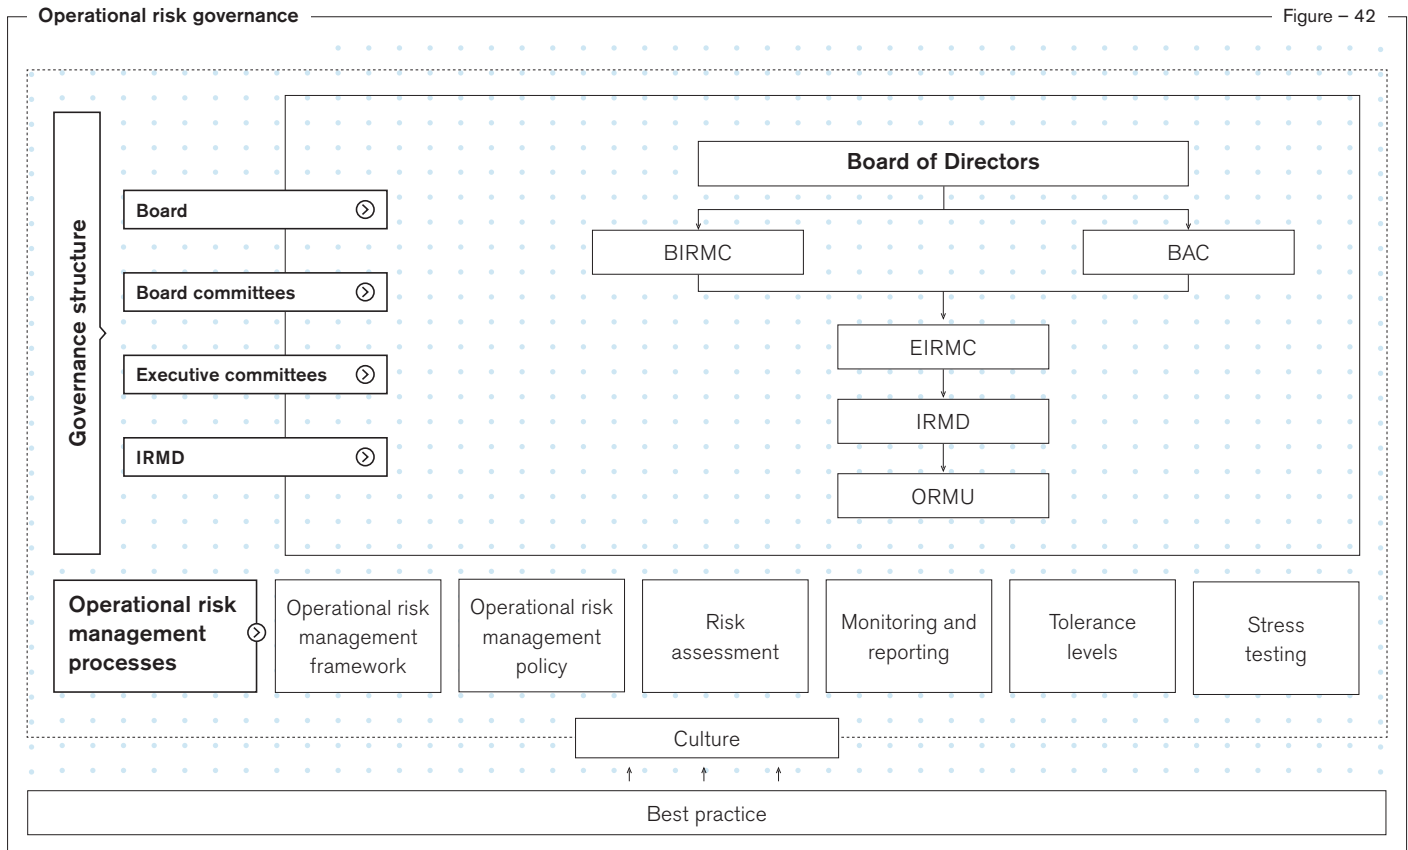 Operational risk governance
Figure – 42
Governance structure
Board
Board committees
Executive committees
IRMD
Board of Directors
BIRMC
BAC
EIRMC
IRMD
ORMU
Operational risk
management
processes
Operational risk
management
framework
Operational risk
management
policy
Risk
assessment
Monitoring and
reporting
Tolerance
levels
Stress
testing
Culture
Best practice